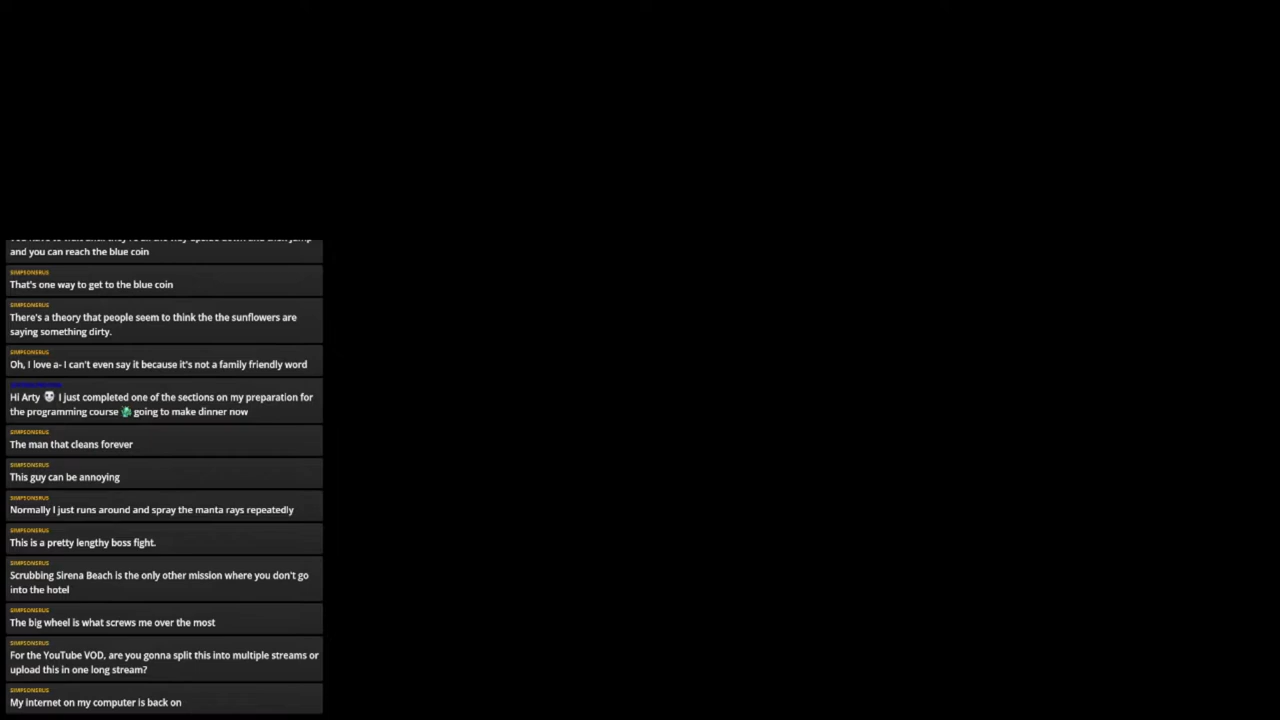 and you can reach the blue coin
SIMPSONSRUS
That's one way to get to the blue coin
SIMPSONSRUS
There's a theory that people seem to think the the sunflowers are
saying something dirty.
SIMPSONSRUS
Oh, I love a- I can't even say it because it's not a family friendly word
Hi Arty I just completed one of the sections on my preparation for
the programming course going to make dinner now
SIMPSONSRUS
The man that cleans forever
SIMPSONSRUS
This guy can be annoying
SIMPSONSRUS
Normally I just runs around and spray the manta rays repeatedly
SIMPSONSRUS
This is a pretty lengthy boss fight.
SIMPSONSRUS
Scrubbing Sirena Beach is the only other mission where you don't go
into the hotel
SIMPSONSRUS
The big wheel is what screws me over the most
SIMPSONSRUS
For the YouTube VOD, are you gonna split this into multiple streams or
upload this in one long stream?
SIMPSONSRUS
My internet on my computer is back on